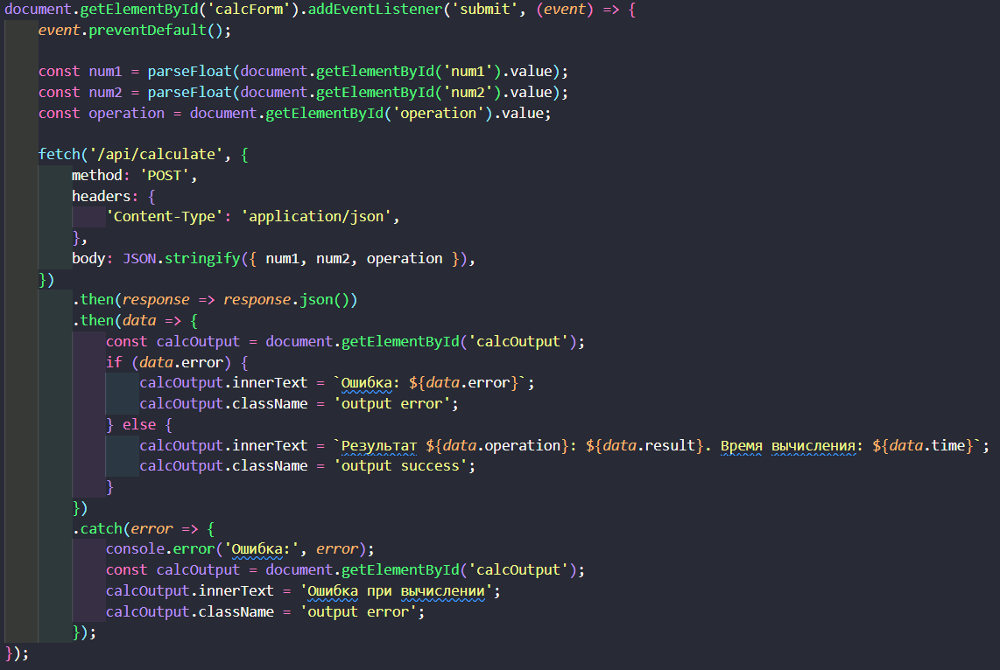 document.getElementById('calcForm').addEventListener('submit', (event) => {
    event.preventDefault();

    const num1 = parseFloat(document.getElementById('num1').value);
    const num2 = parseFloat(document.getElementById('num2').value);
    const operation = document.getElementById('operation').value;

    fetch('/api/calculate', {
        method: 'POST',
        headers: {
            'Content-Type': 'application/json',
        },
        body: JSON.stringify({ num1, num2, operation }),
    })
        .then(response => response.json())
        .then(data => {
            const calcOutput = document.getElementById('calcOutput');
            if (data.error) {
                calcOutput.innerText = `Ошибка: ${data.error}`;
                calcOutput.className = 'output error';
            } else {
                calcOutput.innerText = `Результат ${data.operation}: ${data.result}. Время вычисления: ${data.time}`;
                calcOutput.className = 'output success';
            }
        })
        .catch(error => {
            console.error('Ошибка:', error);
            const calcOutput = document.getElementById('calcOutput');
            calcOutput.innerText = 'Ошибка при вычислении';
            calcOutput.className = 'output error';
        });
});